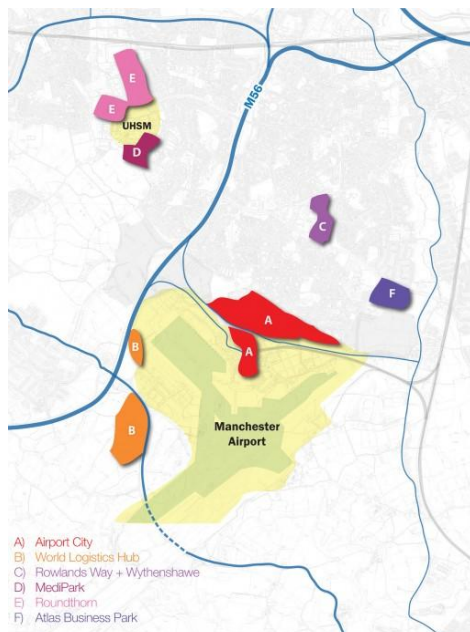 M56
E
E
UHSM
D
C
F
A
A
B
B
Manchester
Airport
A) Airport City
B) World Logistics Hub
C) Rowlands Way + Wythenshawe
D) MediPark
E) Roundthorn
F) Atlas Business Park